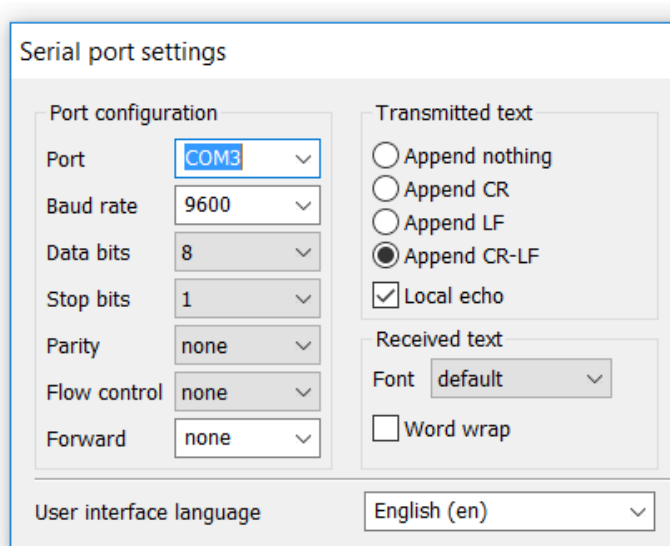 Serial port settings
Port configuration
Port COM3
Baud rate 9600
Data bits 8
Stop bits 1
Parity none
Flow control none
Forward none
Transmitted text
Append nothing
Append CR
Append LF
Append CR-LF
Local echo
Received text
Font default
Word wrap
User interface language English (en)